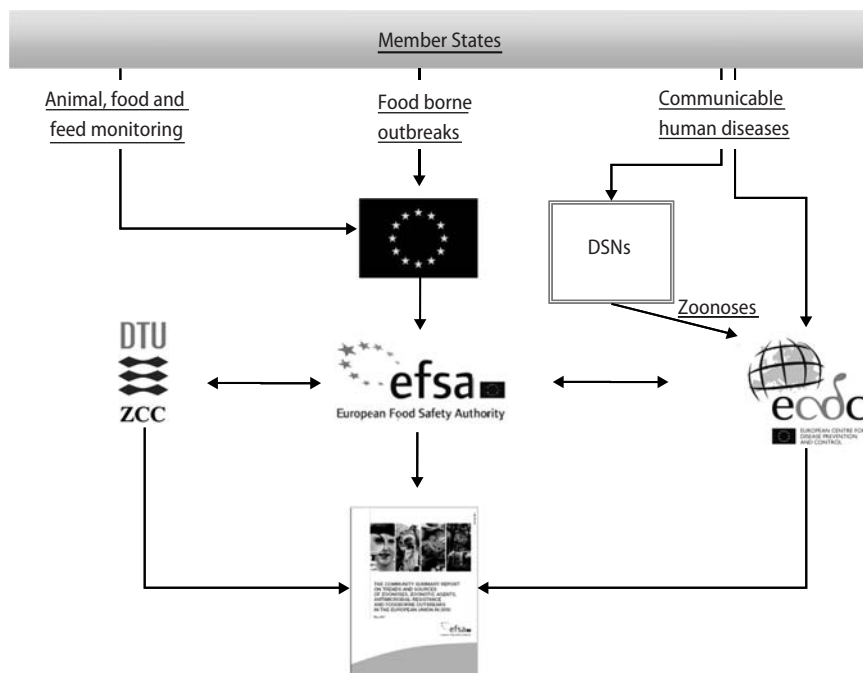 Member States
Animal, food and
feed monitoring
Food borne
outbreaks
Communicable
human diseases
DSNs
Zoonoses
DTU
ZCC
efsa
European Food Safety Authority
ecdc
EUROPEAN CENTRE FOR
DISEASE PREVENTION
AND CONTROL
THE COMMUNITY SUMMARY REPORT
ON TRENDS AND SOURCES
OF ZOONOSES, ZOONOTIC AGENTS,
ANTIMICROBIAL RESISTANCE
AND FOODBORNE OUTBREAKS
IN THE EUROPEAN UNION IN
efsa